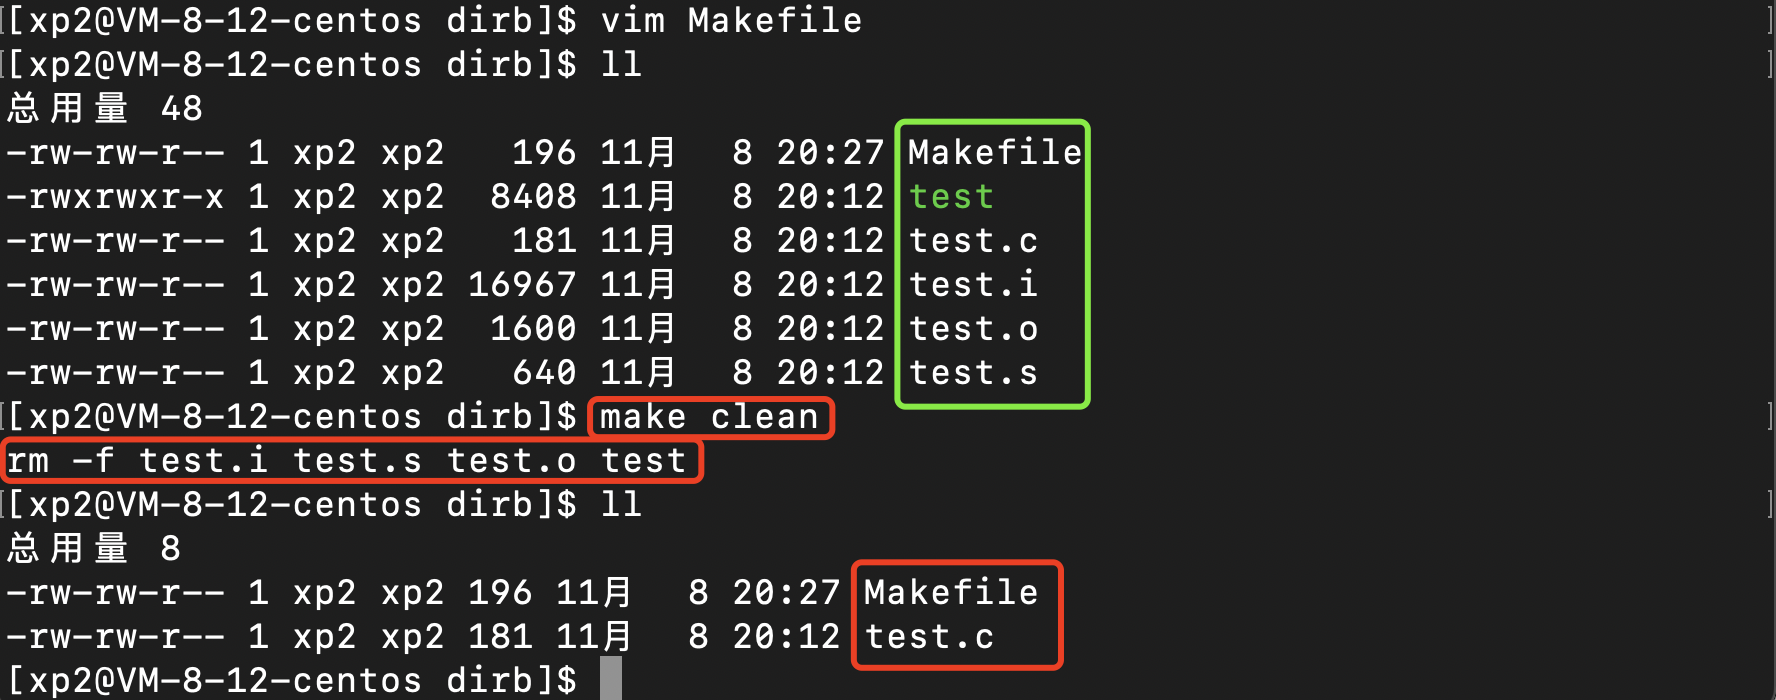 [xp2@VM-8-12-centos dirb]$ vim Makefile
[xp2@VM-8-12-centos dirb]$ ll
总用量 48
-rw-rw-r-- 1 xp2 xp2   196 11月   8 20:27 Makefile
-rwxrwxr-x 1 xp2 xp2  8408 11月   8 20:12 test
-rw-rw-r-- 1 xp2 xp2   181 11月   8 20:12 test.c
-rw-rw-r-- 1 xp2 xp2 16967 11月   8 20:12 test.i
-rw-rw-r-- 1 xp2 xp2  1600 11月   8 20:12 test.o
-rw-rw-r-- 1 xp2 xp2   640 11月   8 20:12 test.s
[xp2@VM-8-12-centos dirb]$ make clean
rm -f test.i test.s test.o test
[xp2@VM-8-12-centos dirb]$ ll
总用量 8
-rw-rw-r-- 1 xp2 xp2 196 11月   8 20:27 Makefile
-rw-rw-r-- 1 xp2 xp2 181 11月   8 20:12 test.c
[xp2@VM-8-12-centos dirb]$